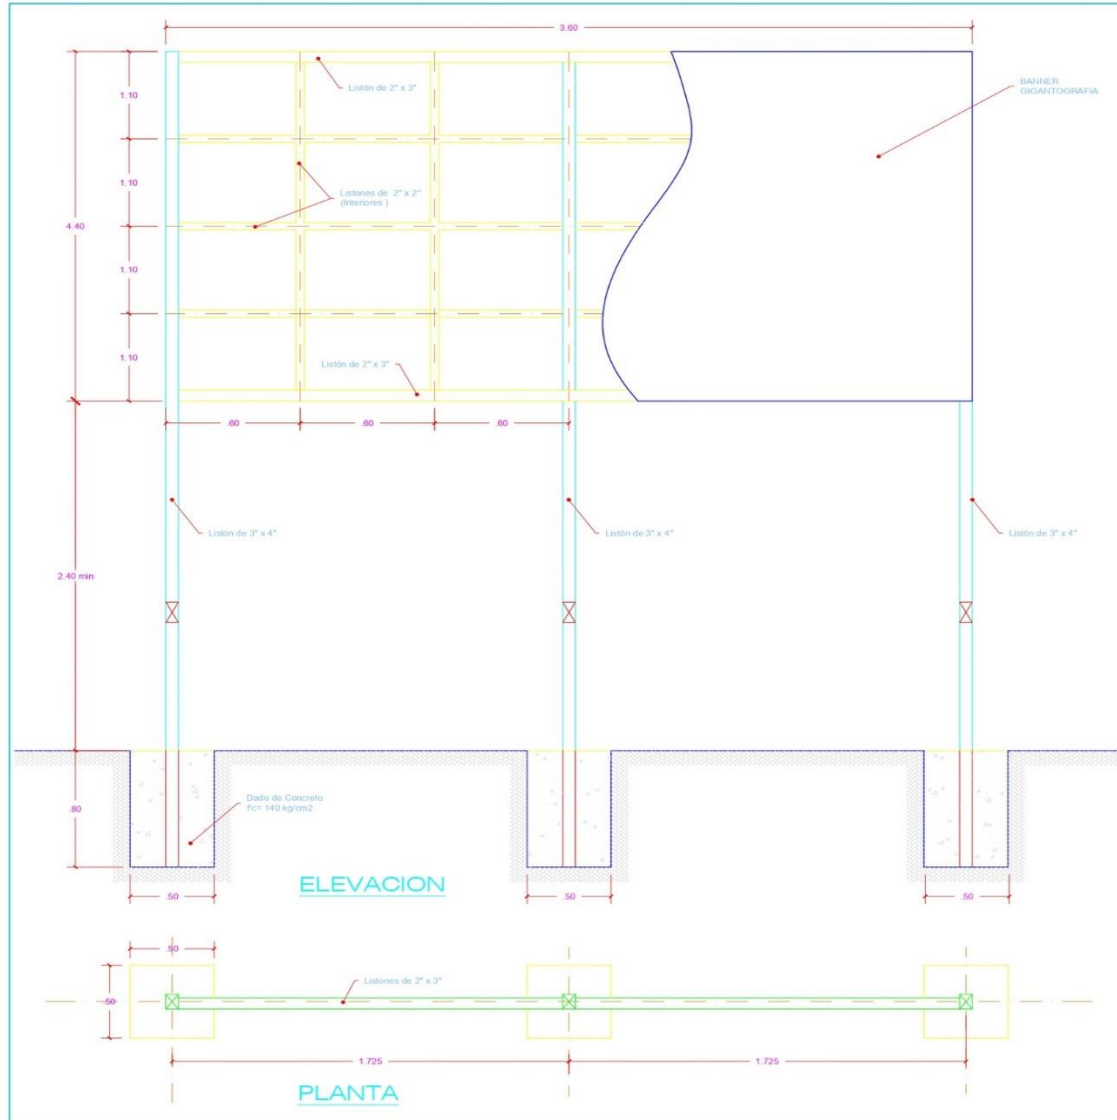 3.60
Listón de 2" x 3"
BANNER
GIGANTOGRAFIA
1.10
1.10
Listones de 2" x 2"
(Interiores )
4.40
1.10
1.10
Listón de 2" x 3"
.60
.60
.60
Listón de 3" x 4"
Listón de 3" x 4"
Listón de 3" x 4"
2.40 min
.80
Dado de Concreto
f'c= 140 kg/cm2
ELEVACION
.50
.50
.50
.50
Listones de 2" x 3"
.50
1.725
1.725
PLANTA